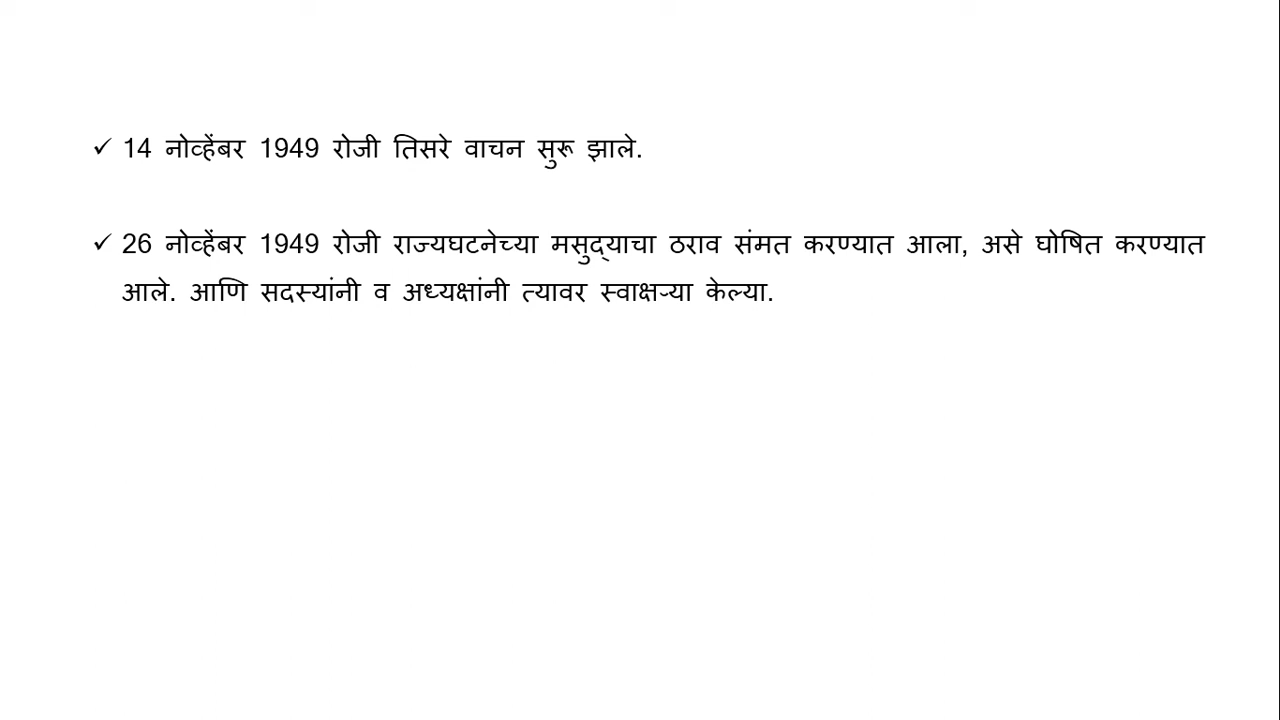 ✓ 14 नोव्हेंबर 1949 रोजी तिसरे वाचन सुरू झाले.
✓ 26 नोव्हेंबर 1949 रोजी राज्यघटनेच्या मसुद्‌याचा ठराव संमत करण्यात आला, असे घोषित करण्यात
आले. आणि सदस्यांनी व अध्यक्षांनी त्यावर स्वाक्षऱ्या केल्या.